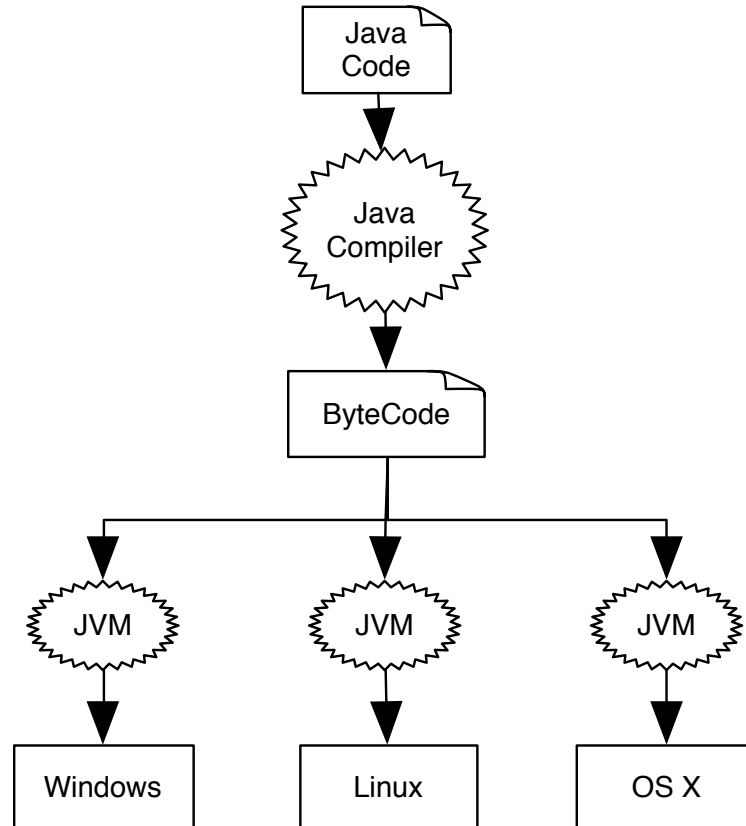 Java
Code
Java
Compiler
ByteCode
JVM
JVM
JVM
Windows
Linux
OS X